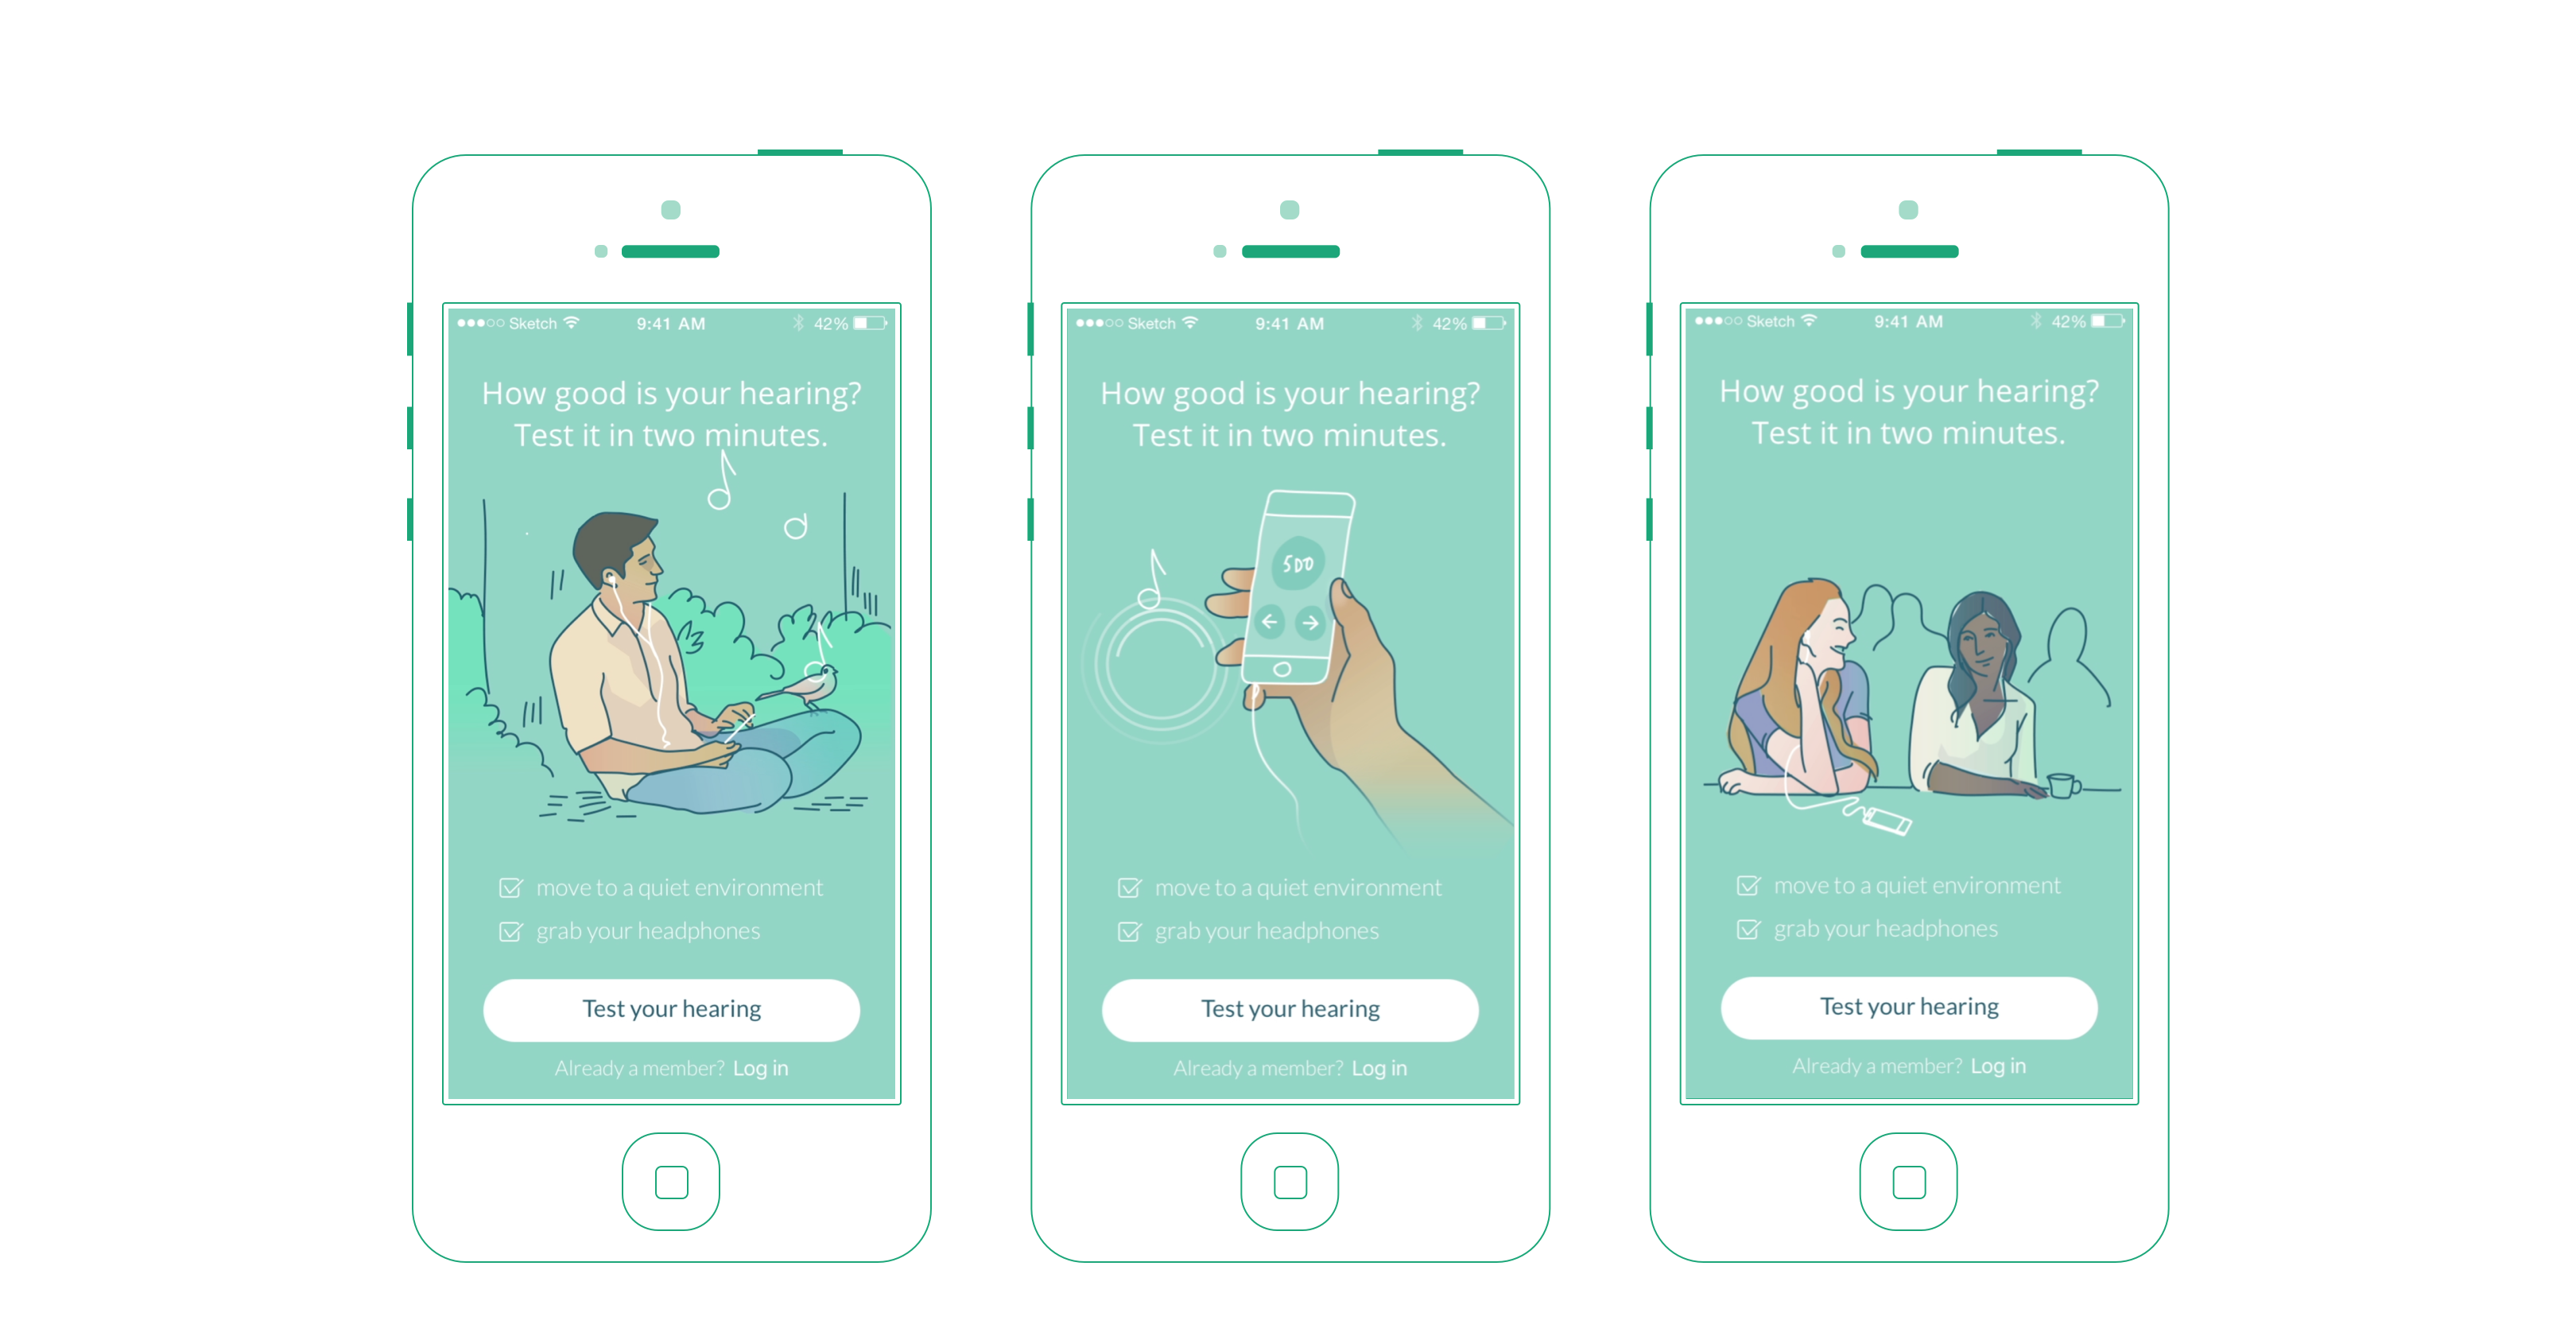 Sketch 9:41 AM 42%
How good is your hearing?
Test it in two minutes.
move to a quiet environment
grab your headphones
Test your hearing
Already a member? Log in
Sketch 9:41 AM 42%
How good is your hearing?
Test it in two minutes.
500
move to a quiet environment
grab your headphones
Test your hearing
Already a member? Log in
Sketch 9:41 AM 42%
How good is your hearing?
Test it in two minutes.
move to a quiet environment
grab your headphones
Test your hearing
Already a member? Log in